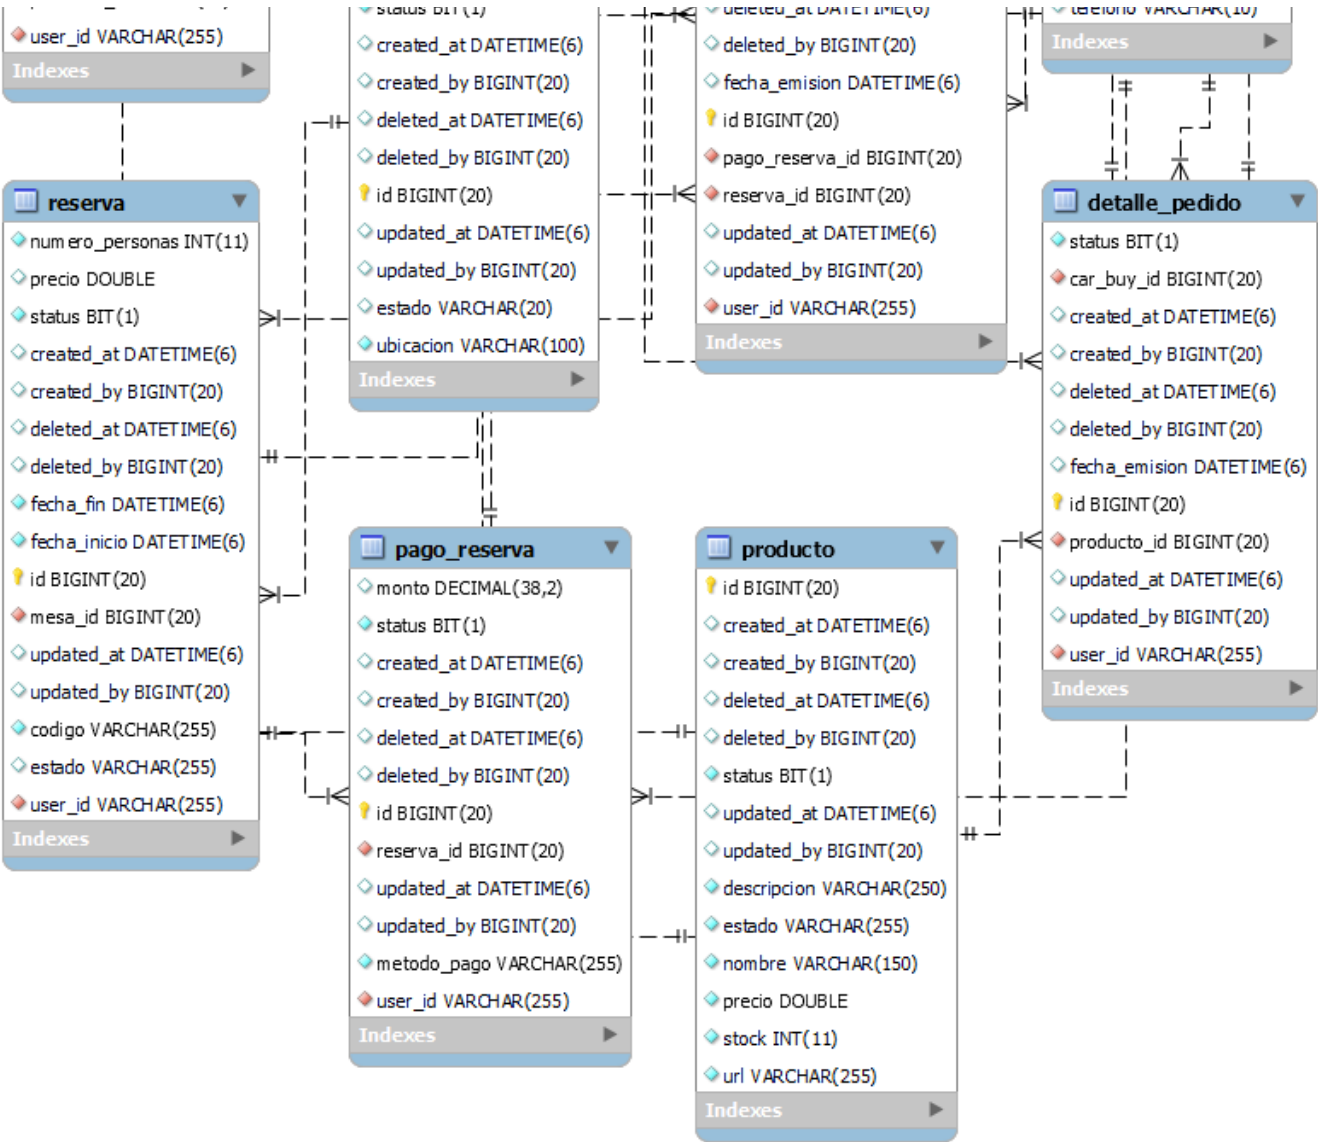 user_id VARCHAR(255)
Indexes
reserva
numero_personas INT(11)
precio DOUBLE
status BIT(1)
created_at DATETIME(6)
created_by BIGINT(20)
deleted_at DATETIME(6)
deleted_by BIGINT(20)
fecha_fin DATETIME(6)
fecha_inicio DATETIME(6)
id BIGINT(20)
mesa_id BIGINT(20)
updated_at DATETIME(6)
updated_by BIGINT(20)
codigo VARCHAR(255)
estado VARCHAR(255)
user_id VARCHAR(255)
Indexes
status BIT(1)
created_at DATETIME(6)
created_by BIGINT(20)
deleted_at DATETIME(6)
deleted_by BIGINT(20)
id BIGINT(20)
updated_at DATETIME(6)
updated_by BIGINT(20)
estado VARCHAR(20)
ubicacion VARCHAR(100)
Indexes
pago_reserva
monto DECIMAL(38,2)
status BIT(1)
created_at DATETIME(6)
created_by BIGINT(20)
deleted_at DATETIME(6)
deleted_by BIGINT(20)
id BIGINT(20)
reserva_id BIGINT(20)
updated_at DATETIME(6)
updated_by BIGINT(20)
metodo_pago VARCHAR(255)
user_id VARCHAR(255)
Indexes
deleted_at DATETIME(6)
deleted_by BIGINT(20)
fecha_emision DATETIME(6)
id BIGINT(20)
pago_reserva_id BIGINT(20)
reserva_id BIGINT(20)
updated_at DATETIME(6)
updated_by BIGINT(20)
user_id VARCHAR(255)
Indexes
producto
id BIGINT(20)
created_at DATETIME(6)
created_by BIGINT(20)
deleted_at DATETIME(6)
deleted_by BIGINT(20)
status BIT(1)
updated_at DATETIME(6)
updated_by BIGINT(20)
descripcion VARCHAR(250)
estado VARCHAR(255)
nombre VARCHAR(150)
precio DOUBLE
stock INT(11)
url VARCHAR(255)
Indexes
telefono VARCHAR(10)
Indexes
detalle_pedido
status BIT(1)
car_buy_id BIGINT(20)
created_at DATETIME(6)
created_by BIGINT(20)
deleted_at DATETIME(6)
deleted_by BIGINT(20)
fecha_emision DATETIME(6)
id BIGINT(20)
producto_id BIGINT(20)
updated_at DATETIME(6)
updated_by BIGINT(20)
user_id VARCHAR(255)
Indexes